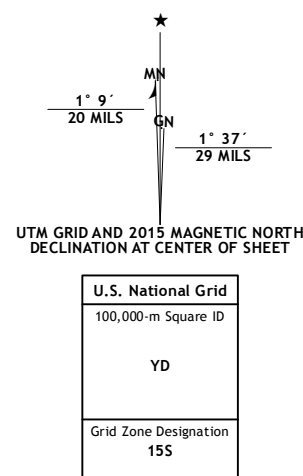 ★
MN
1° 9´
20 MILS
GN
1° 37´
29 MILS
UTM GRID AND 2015 MAGNETIC NORTH
DECLINATION AT CENTER OF SHEET
U.S. National Grid
100,000-m Square ID
YD
Grid Zone Designation
15S